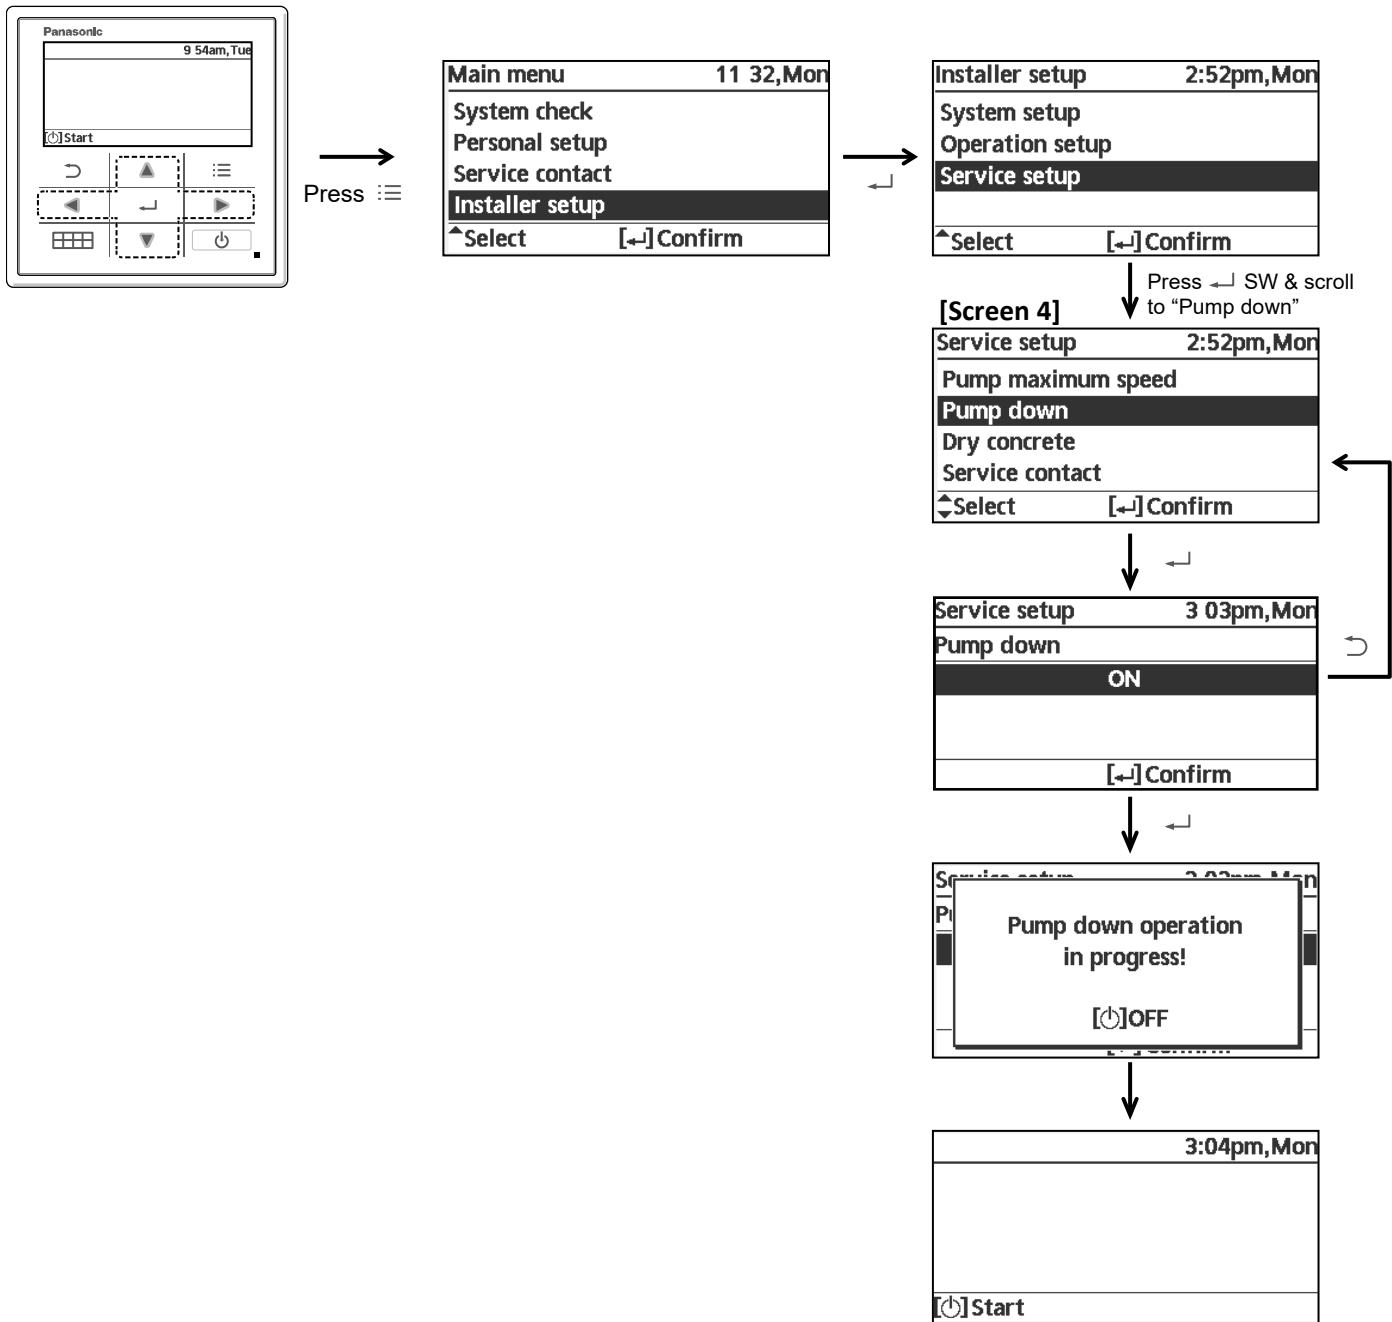 Panasonic
9 54am,Tue
[⏻]Start
Press
Main menu 11 32,Mon
System check
Personal setup
Service contact
Installer setup
Select [↵]Confirm
Installer setup 2:52pm,Mon
System setup
Operation setup
Service setup
Select [↵]Confirm
Press ↵ SW & scroll
to “Pump down”
[Screen 4]
Service setup 2:52pm,Mon
Pump maximum speed
Pump down
Dry concrete
Service contact
Select [↵]Confirm
Service setup 3 03pm,Mon
Pump down
ON
[↵]Confirm
Pump down operation
in progress!
[⏻]OFF
3:04pm,Mon
[⏻]Start